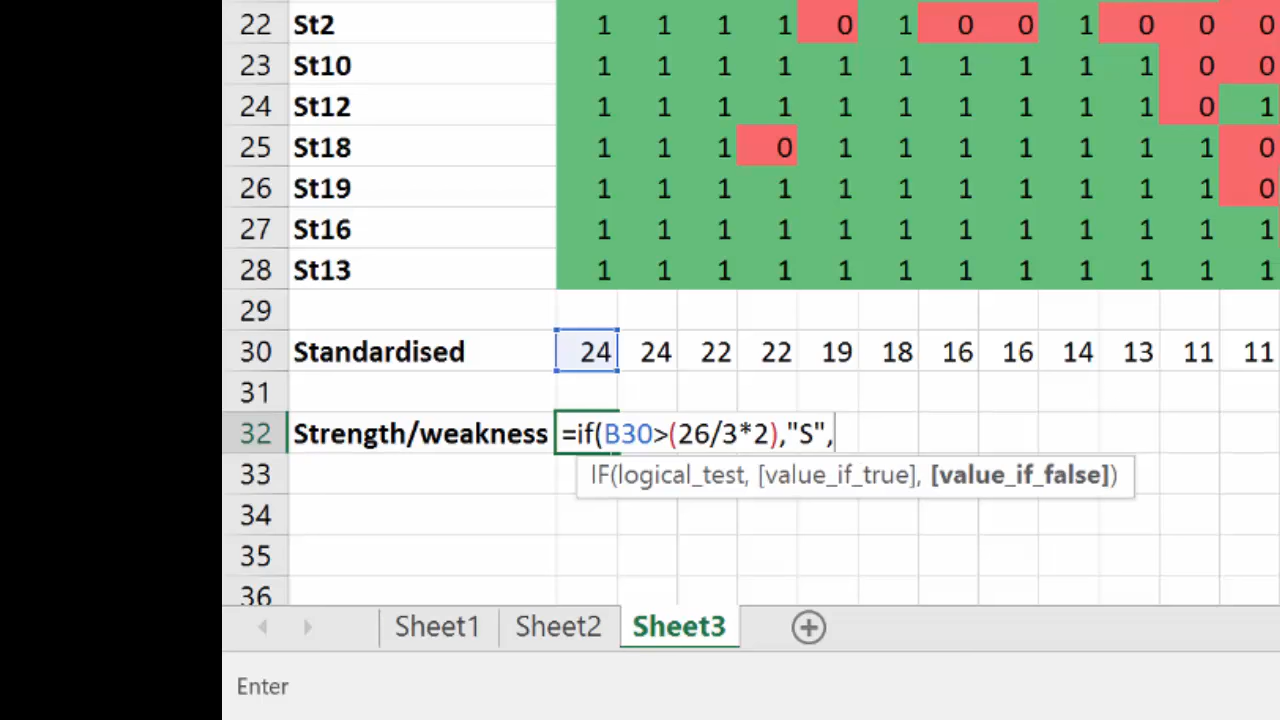 22 St2 1 1 1 1 0 1 0 0 1 0 0 0
23 St10 1 1 1 1 1 1 1 1 1 1 0 0
24 St12 1 1 1 1 1 1 1 1 1 1 0 1
25 St18 1 1 1 0 1 1 1 1 1 1 1 0
26 St19 1 1 1 1 1 1 1 1 1 1 1 0
27 St16 1 1 1 1 1 1 1 1 1 1 1 1
28 St13 1 1 1 1 1 1 1 1 1 1 1 1
29
30 Standardised 24 24 22 22 19 18 16 16 14 13 11 11
31
32 Strength/weakness =if(B30>(26/3*2),"S",
33 IF(logical_test, [value_if_true], [value_if_false])
34
35
36
Sheet1 Sheet2 Sheet3
Enter